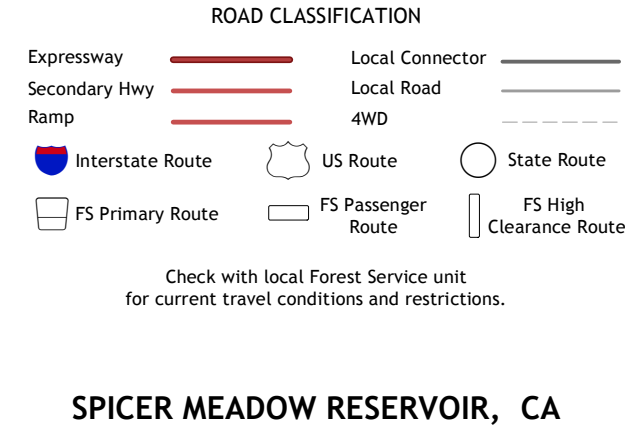 ROAD CLASSIFICATION
Expressway
Local Connector
Secondary Hwy
Local Road
Ramp
4WD
Interstate Route
US Route
State Route
FS Primary Route
FS Passenger
Route
FS High
Clearance Route
Check with local Forest Service unit
for current travel conditions and restrictions.
SPICER MEADOW RESERVOIR, CA